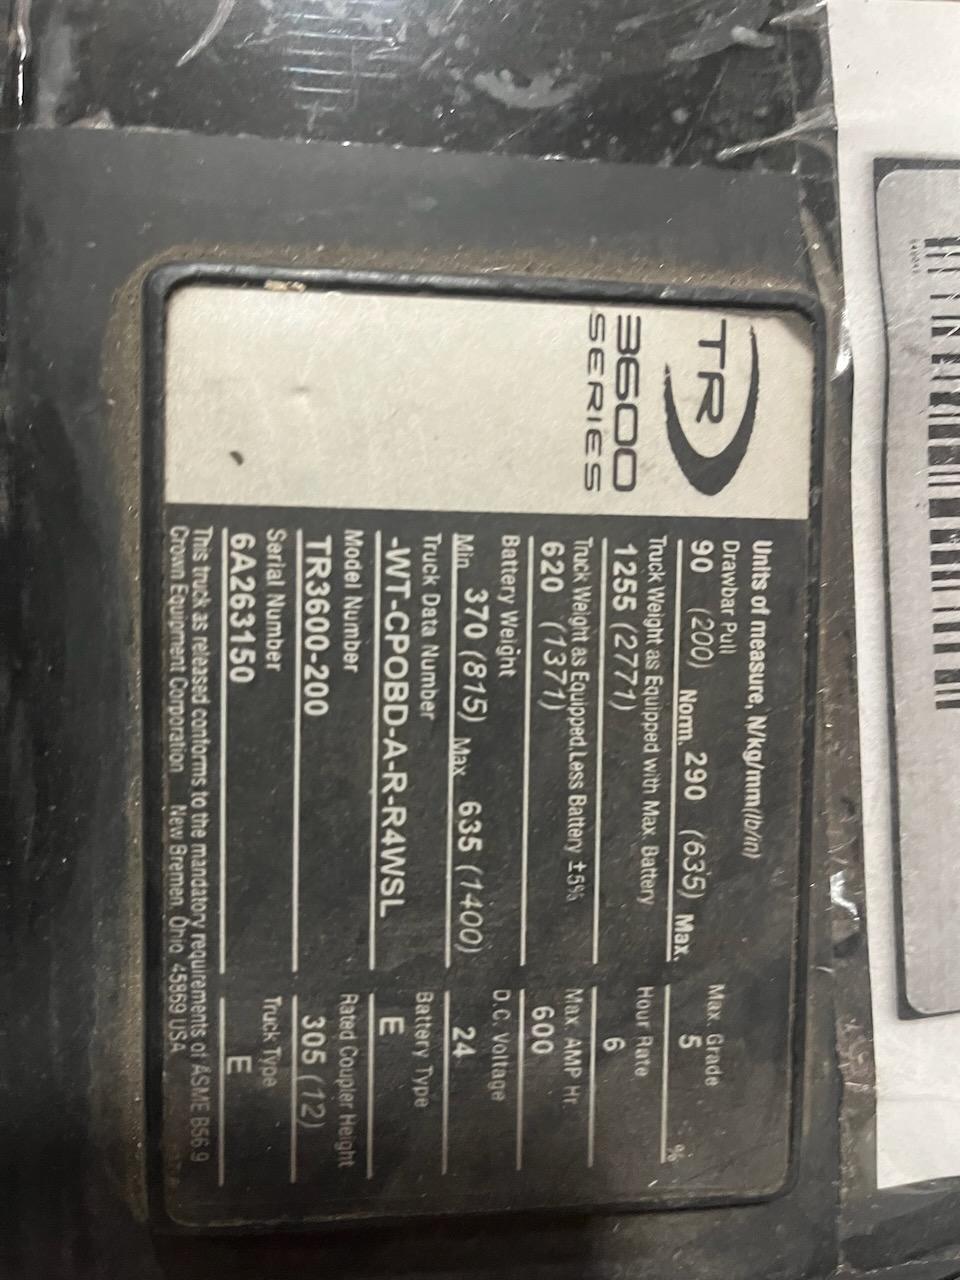 TR
3600
SERIES
Units of measure, N/kg/mm(lb/in)
Drawbar Pull
90 (200) Norm. 290 (635) Max.
Max. Grade
5 %
Truck Weight as Equipped with Max. Battery
1255 (2771)
Hour Rate
6
Truck Weight as Equipped, Less Battery ±5%
620 (1371)
Max. AMP Hr.
600
Battery Weight
Min. 370 (815) Max. 635 (1400)
D.C. Voltage
24
Truck Data Number
-WT-CPOBD-A-R-R4WSL
Battery Type
E
Model Number
TR3600-200
Rated Coupler Height
305 (12)
Serial Number
6A263150
Truck Type
E
This truck as released conforms to the mandatory requirements of ASME B56.9
Crown Equipment Corporation New Bremen, Ohio 45869 USA